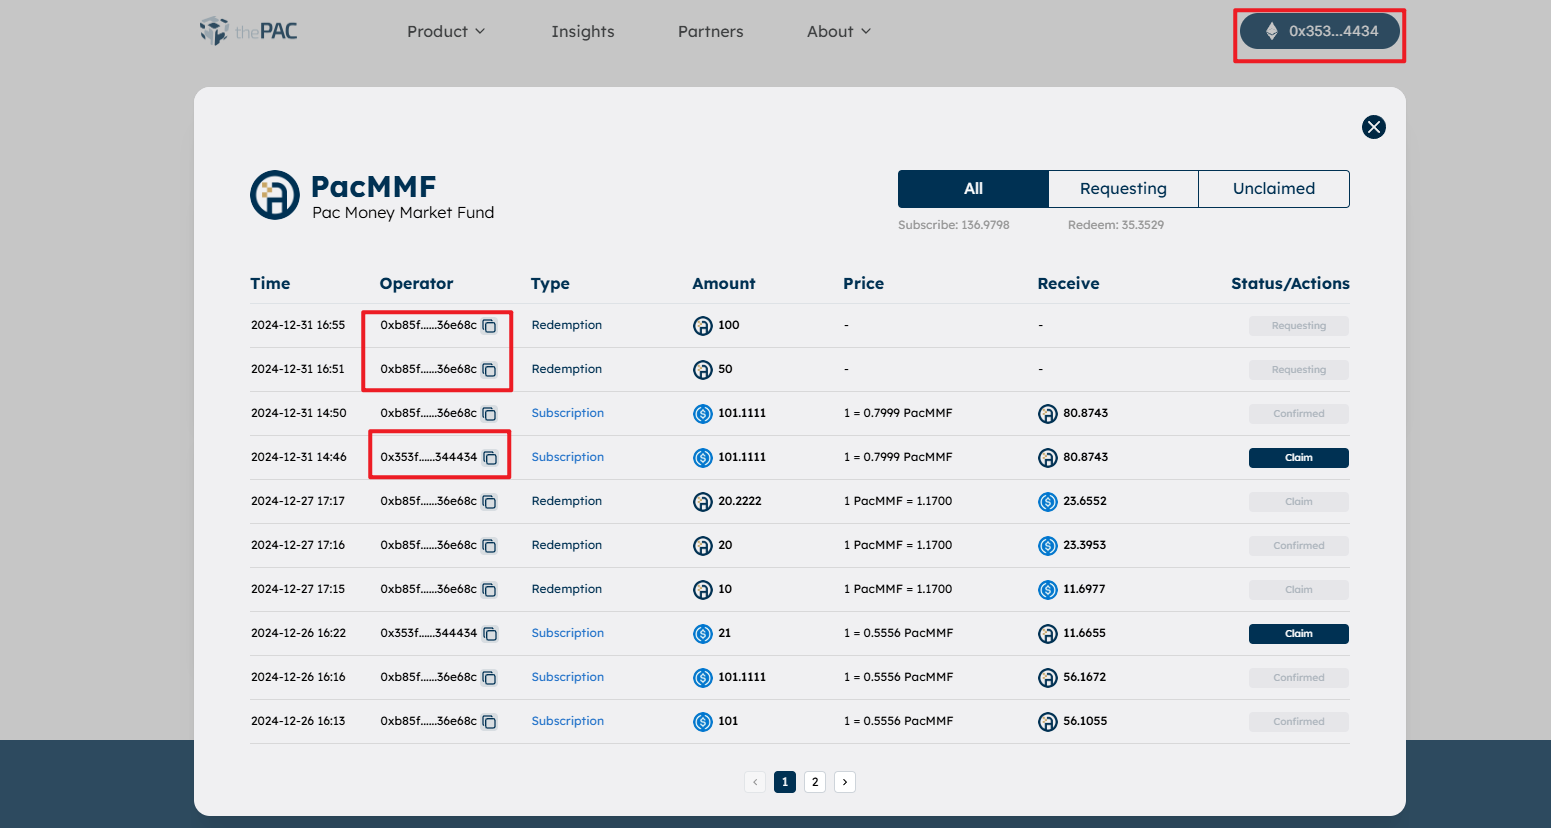 thePAC Product Insights Partners About 0x353...4434
PacMMF
Pac Money Market Fund
All Requesting Unclaimed
Subscribe: 136.9798 Redeem: 35.3529
Time Operator Type Amount Price Receive Status/Actions
2024-12-31 16:55 0xb85f......36e68c Redemption 100 - - Requesting
2024-12-31 16:51 0xb85f......36e68c Redemption 50 - - Requesting
2024-12-31 14:50 0xb85f......36e68c Subscription 101.1111 1 = 0.7999 PacMMF 80.8743 Confirmed
2024-12-31 14:46 0x353f......344434 Subscription 101.1111 1 = 0.7999 PacMMF 80.8743 Claim
2024-12-27 17:17 0xb85f......36e68c Redemption 20.2222 1 PacMMF = 1.1700 23.6552 Claim
2024-12-27 17:16 0xb85f......36e68c Redemption 20 1 PacMMF = 1.1700 23.3953 Confirmed
2024-12-27 17:15 0xb85f......36e68c Redemption 10 1 PacMMF = 1.1700 11.6977 Claim
2024-12-26 16:22 0x353f......344434 Subscription 21 1 = 0.5556 PacMMF 11.6655 Claim
2024-12-26 16:16 0xb85f......36e68c Subscription 101.1111 1 = 0.5556 PacMMF 56.1672 Confirmed
2024-12-26 16:13 0xb85f......36e68c Subscription 101 1 = 0.5556 PacMMF 56.1055 Confirmed
1 2